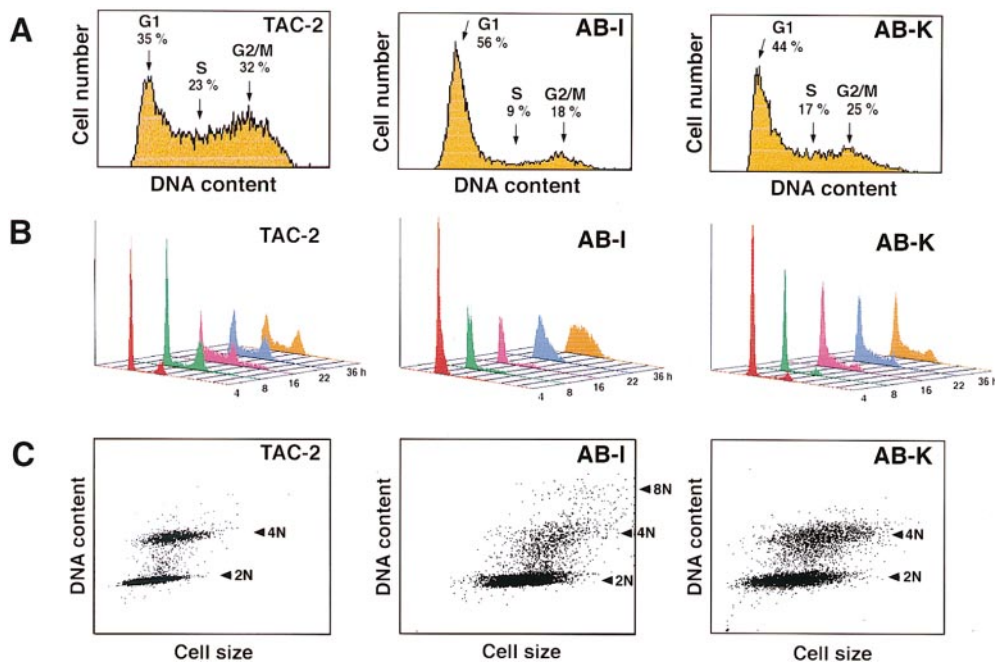 A
TAC-2
G1
35 %
S
23 %
G2/M
32 %
Cell number
DNA content
AB-I
G1
56 %
S
9 %
G2/M
18 %
Cell number
DNA content
AB-K
G1
44 %
S
17 %
G2/M
25 %
Cell number
DNA content
B
TAC-2
4
8
16
22
36 h
AB-I
4
8
16
22
36 h
AB-K
4
8
16
22
36 h
C
TAC-2
4N
2N
DNA content
Cell size
AB-I
8N
4N
2N
DNA content
Cell size
AB-K
4N
2N
DNA content
Cell size